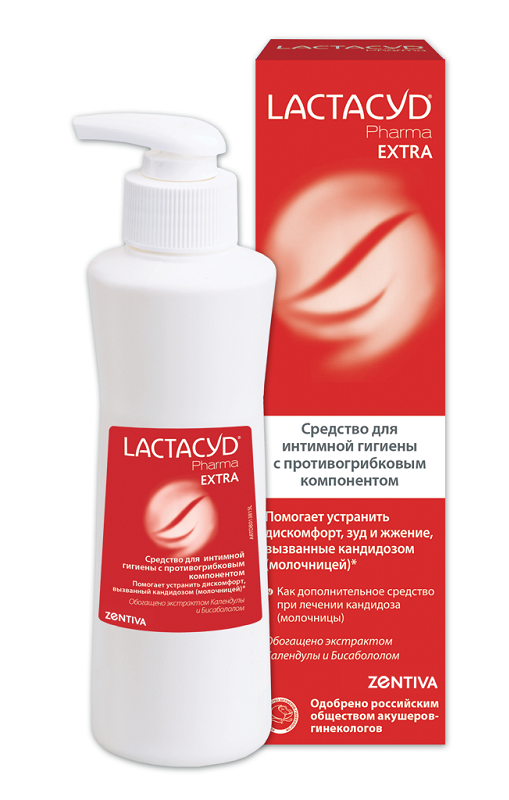 LACTACYD®
Pharma
EXTRA
Средство для
интимной гигиены
с противогрибковым
компонентом
Помогает устранить
дискомфорт, зуд и жжение,
вызванные кандидозом
(молочницей)*
Как дополнительное средство
при лечении кандидоза
(молочницы)
Обогащено экстрактом
Календулы и Бисабололом
ZENTIVA
Одобрено российским
обществом акушеров-
гинекологов
LACTACYD®
Pharma
EXTRA
Средство для интимной
гигиены с противогрибковым
компонентом
Помогает устранить дискомфорт,
вызванный кандидозом (молочницей)*
Обогащено экстрактом Календулы
и Бисабололом
ZENTIVA